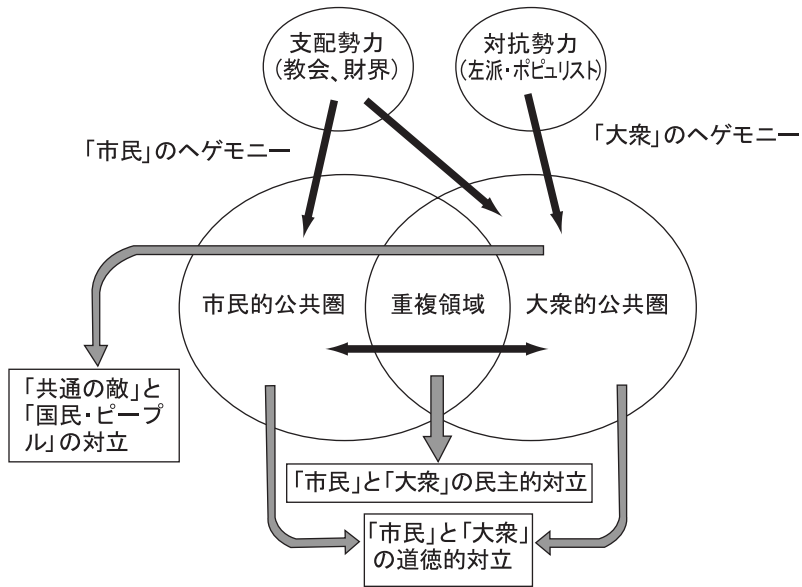 支配勢力
(教会、財界)
対抗勢力
(左派・ポピュリスト)
「市民」のヘゲモニー
「大衆」のヘゲモニー
市民的公共圏
重複領域
大衆的公共圏
「共通の敵」と
「国民・ピープ
ル」の対立
「市民」と「大衆」の民主的対立
「市民」と「大衆」
の道徳的対立